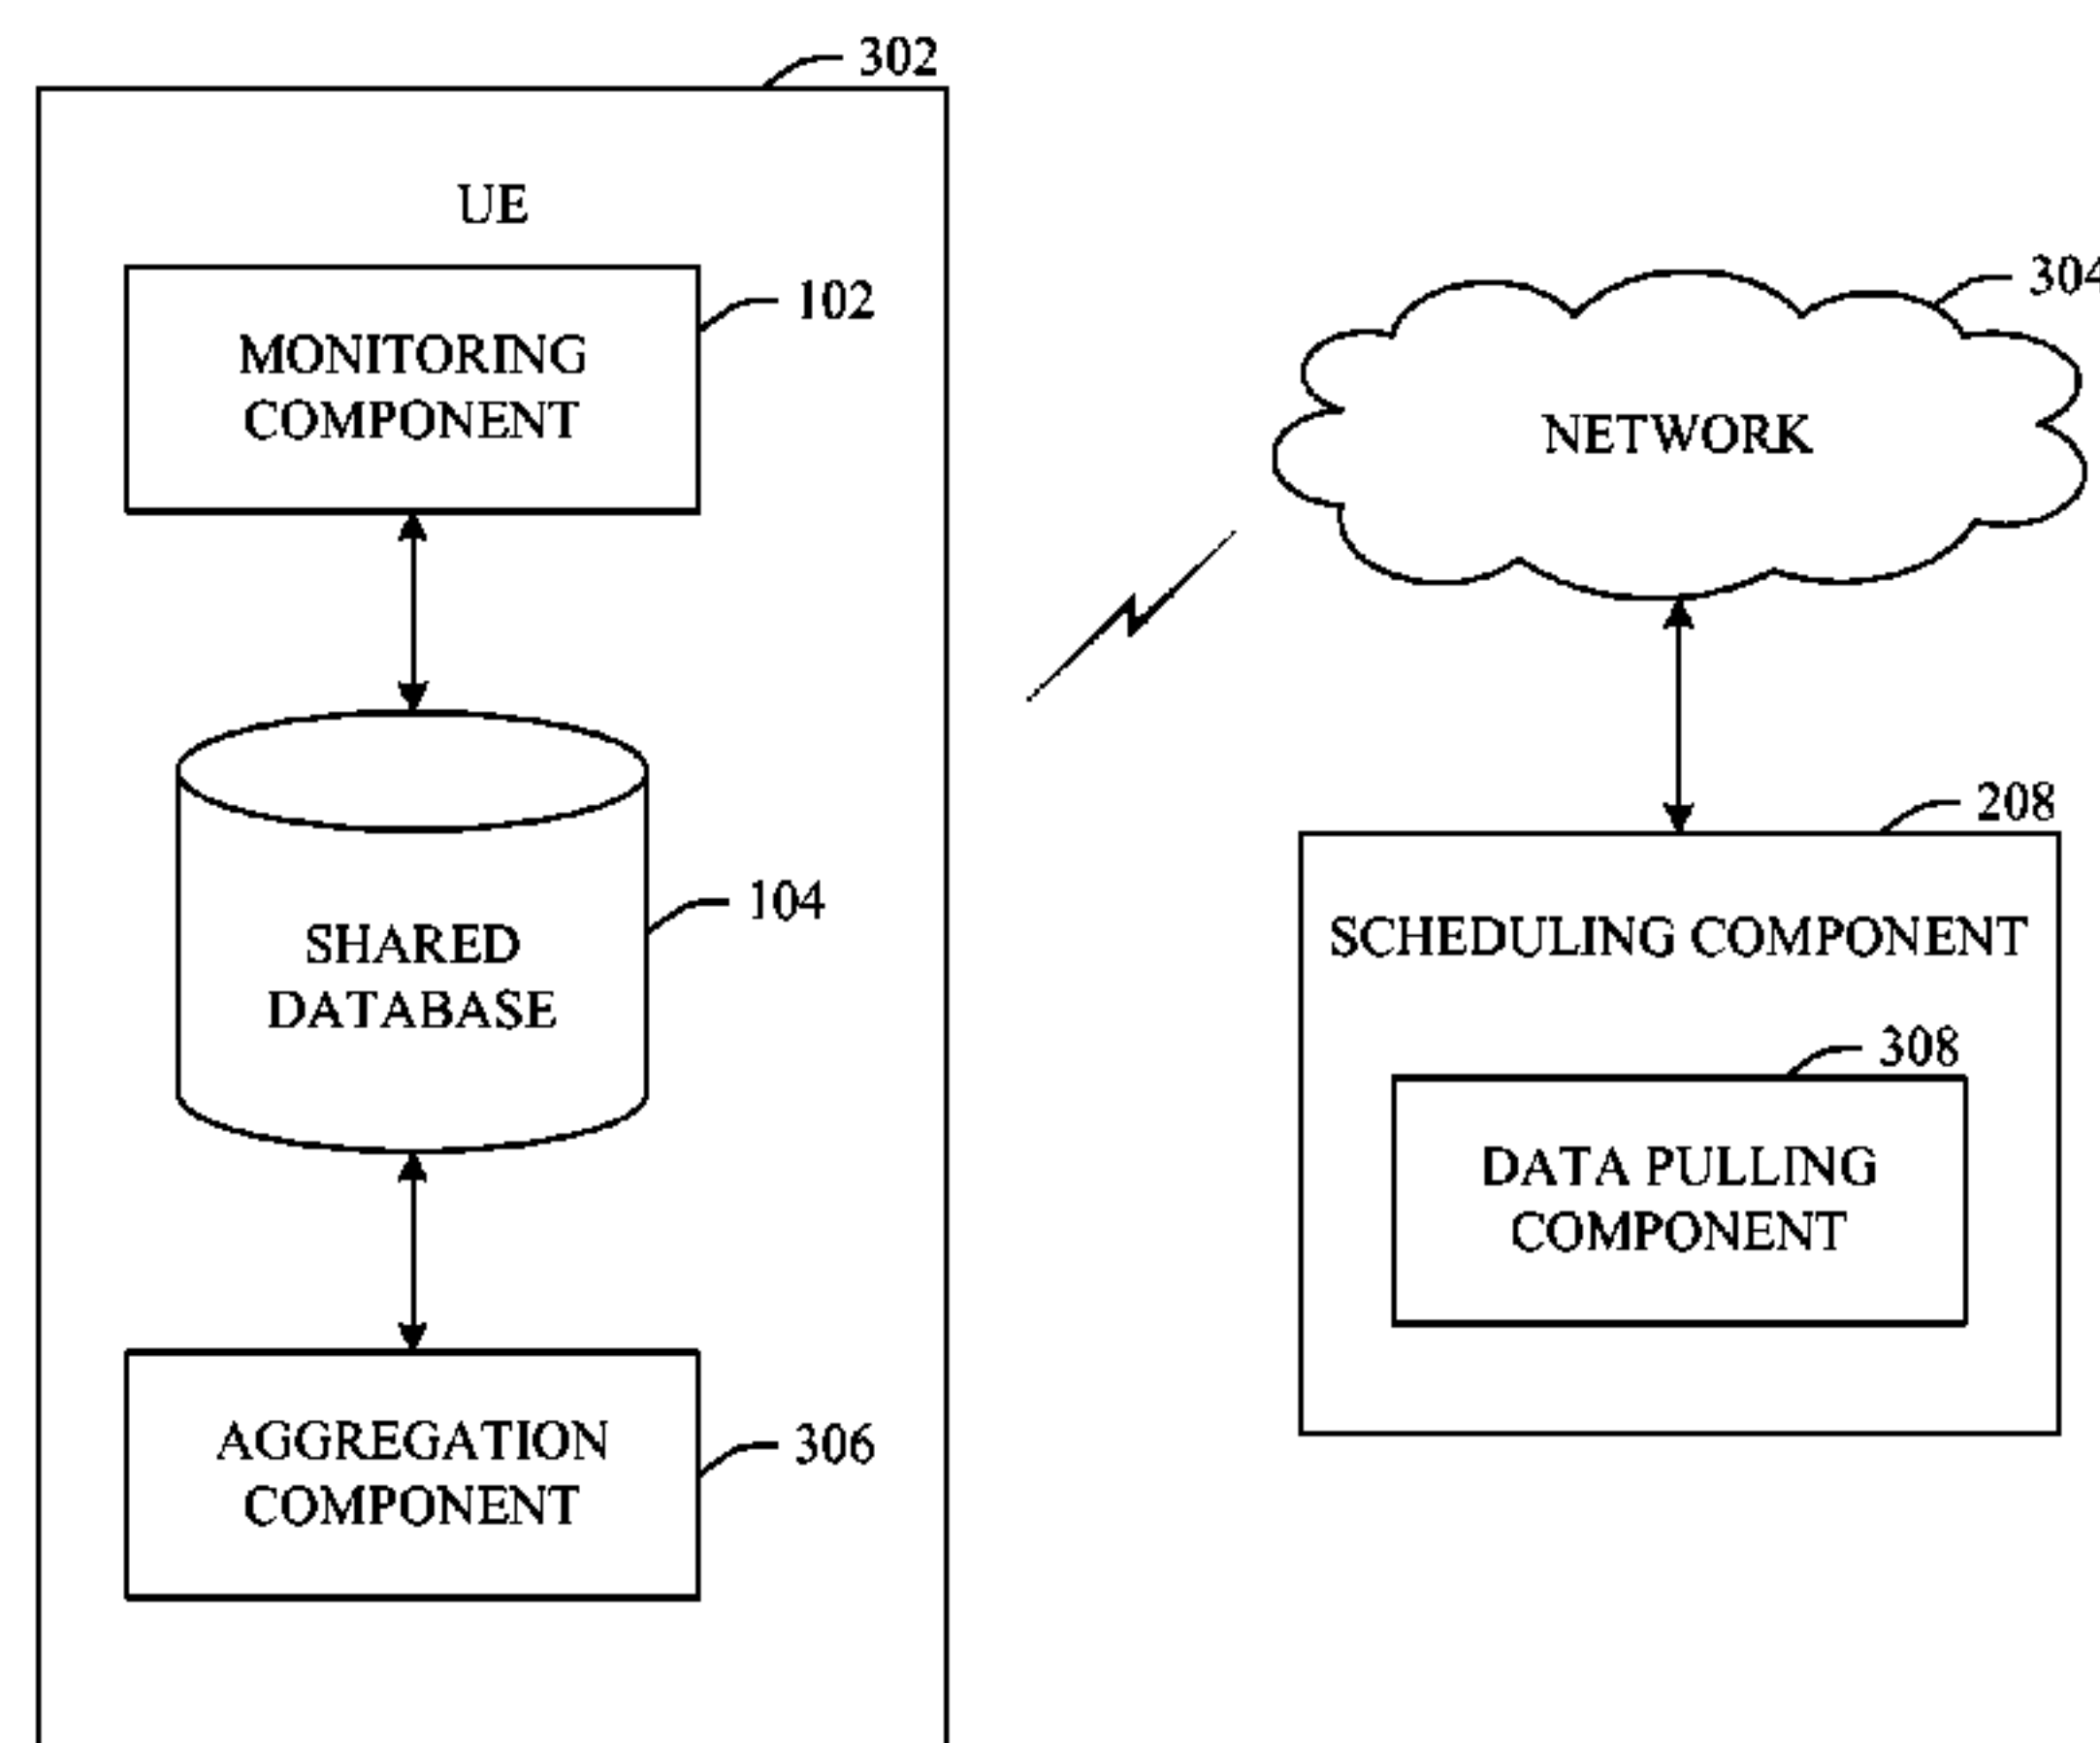 302
UE
102
MONITORING
COMPONENT
104
SHARED
DATABASE
306
AGGREGATION
COMPONENT
304
NETWORK
208
SCHEDULING COMPONENT
308
DATA PULLING
COMPONENT